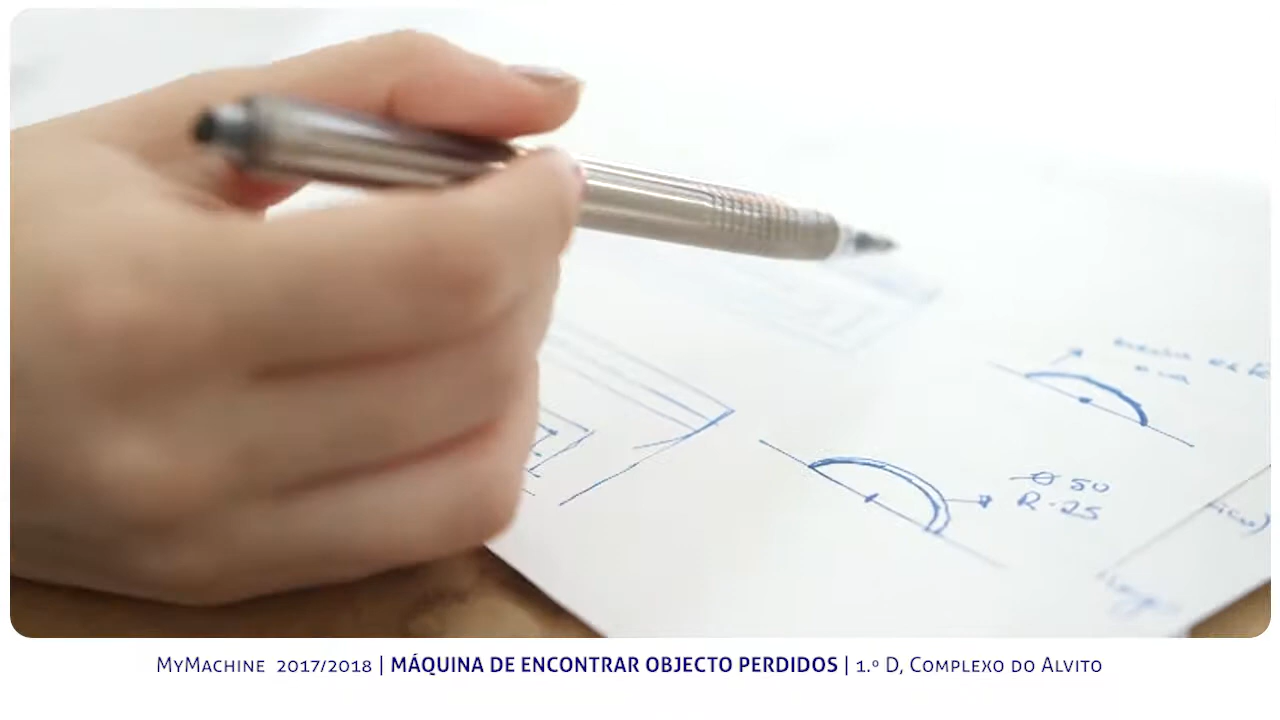 Ø 50
R-25
MyMachine 2017/2018 | MÁQUINA DE ENCONTRAR OBJECTO PERDIDOS | 1.º D, Complexo do Alvito